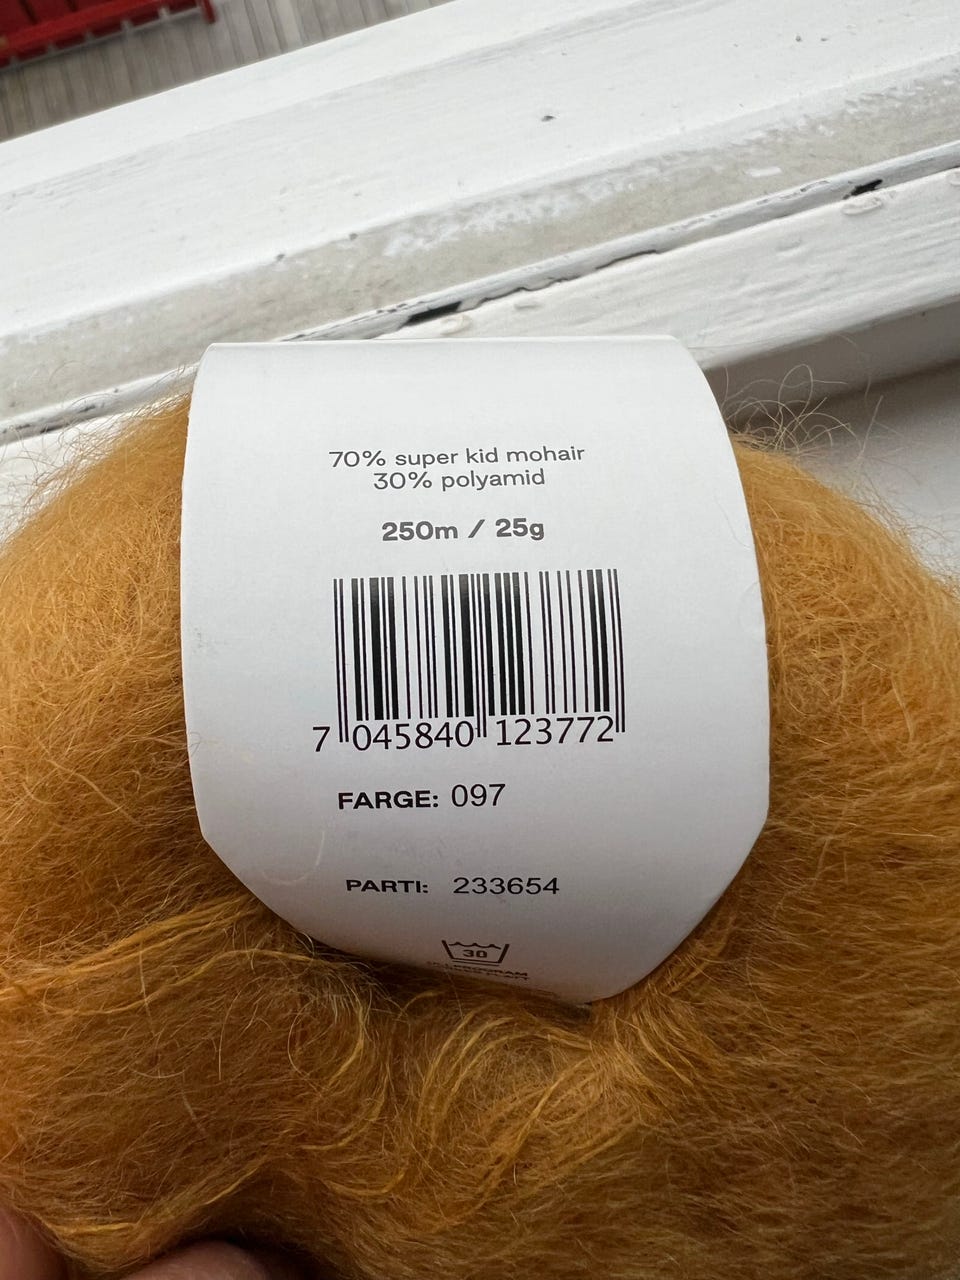 70% super kid mohair
30% polyamid
250m / 25g
7 045840 123772
FARGE: 097
PARTI: 233654
30